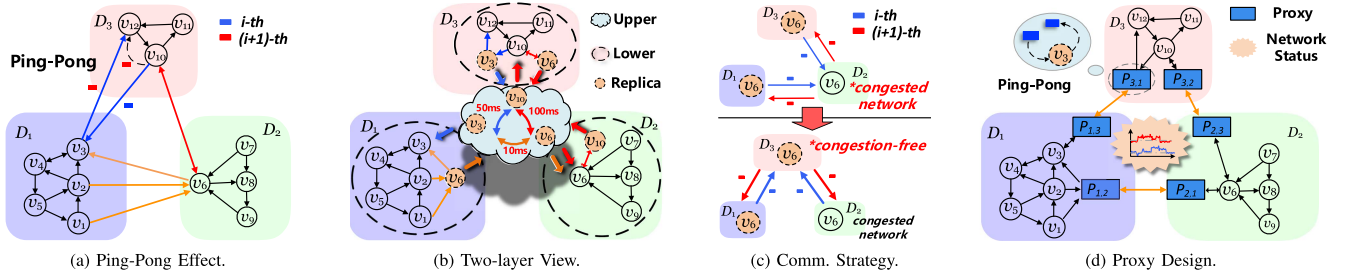 D3
v12
v11
v10
i-th
(i+1)-th
Ping-Pong
D1
v3
v4
v2
v5
v1
D2
v7
v6
v8
v9
(a) Ping-Pong Effect.
D3
v12
v11
v10
v3
v6
Upper
Lower
Replica
v10
50ms
100ms
v3
v6
10ms
v10
D1
v3
v4
v2
v6
v5
v1
D2
v7
v6
v8
v9
(b) Two-layer View.
i-th
(i+1)-th
D3
v6
D1
v6
D2
v6
*congested
network
D3
v6
*congestion-free
D1
v6
D2
v6
congested
network
(c) Comm. Strategy.
Proxy
Network
Status
v3
Ping-Pong
D3
v12
v11
v10
P3,1
P3,2
D1
P1,3
v3
v4
v2
P1,2
v5
v1
P2,3
D2
P2,1
v7
v6
v8
v9
(d) Proxy Design.